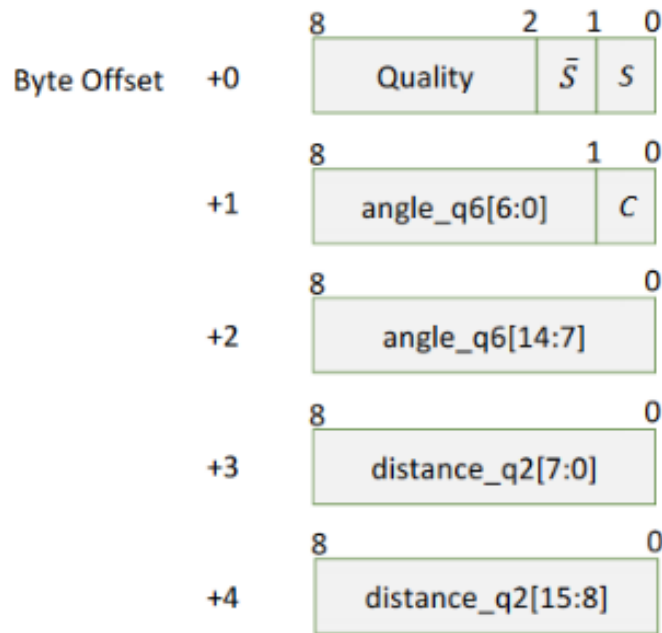 8 2 1 0
Byte Offset +0 Quality S̄ S
8 1 0
+1 angle_q6[6:0] C
8 0
+2 angle_q6[14:7]
8 0
+3 distance_q2[7:0]
8 0
+4 distance_q2[15:8]